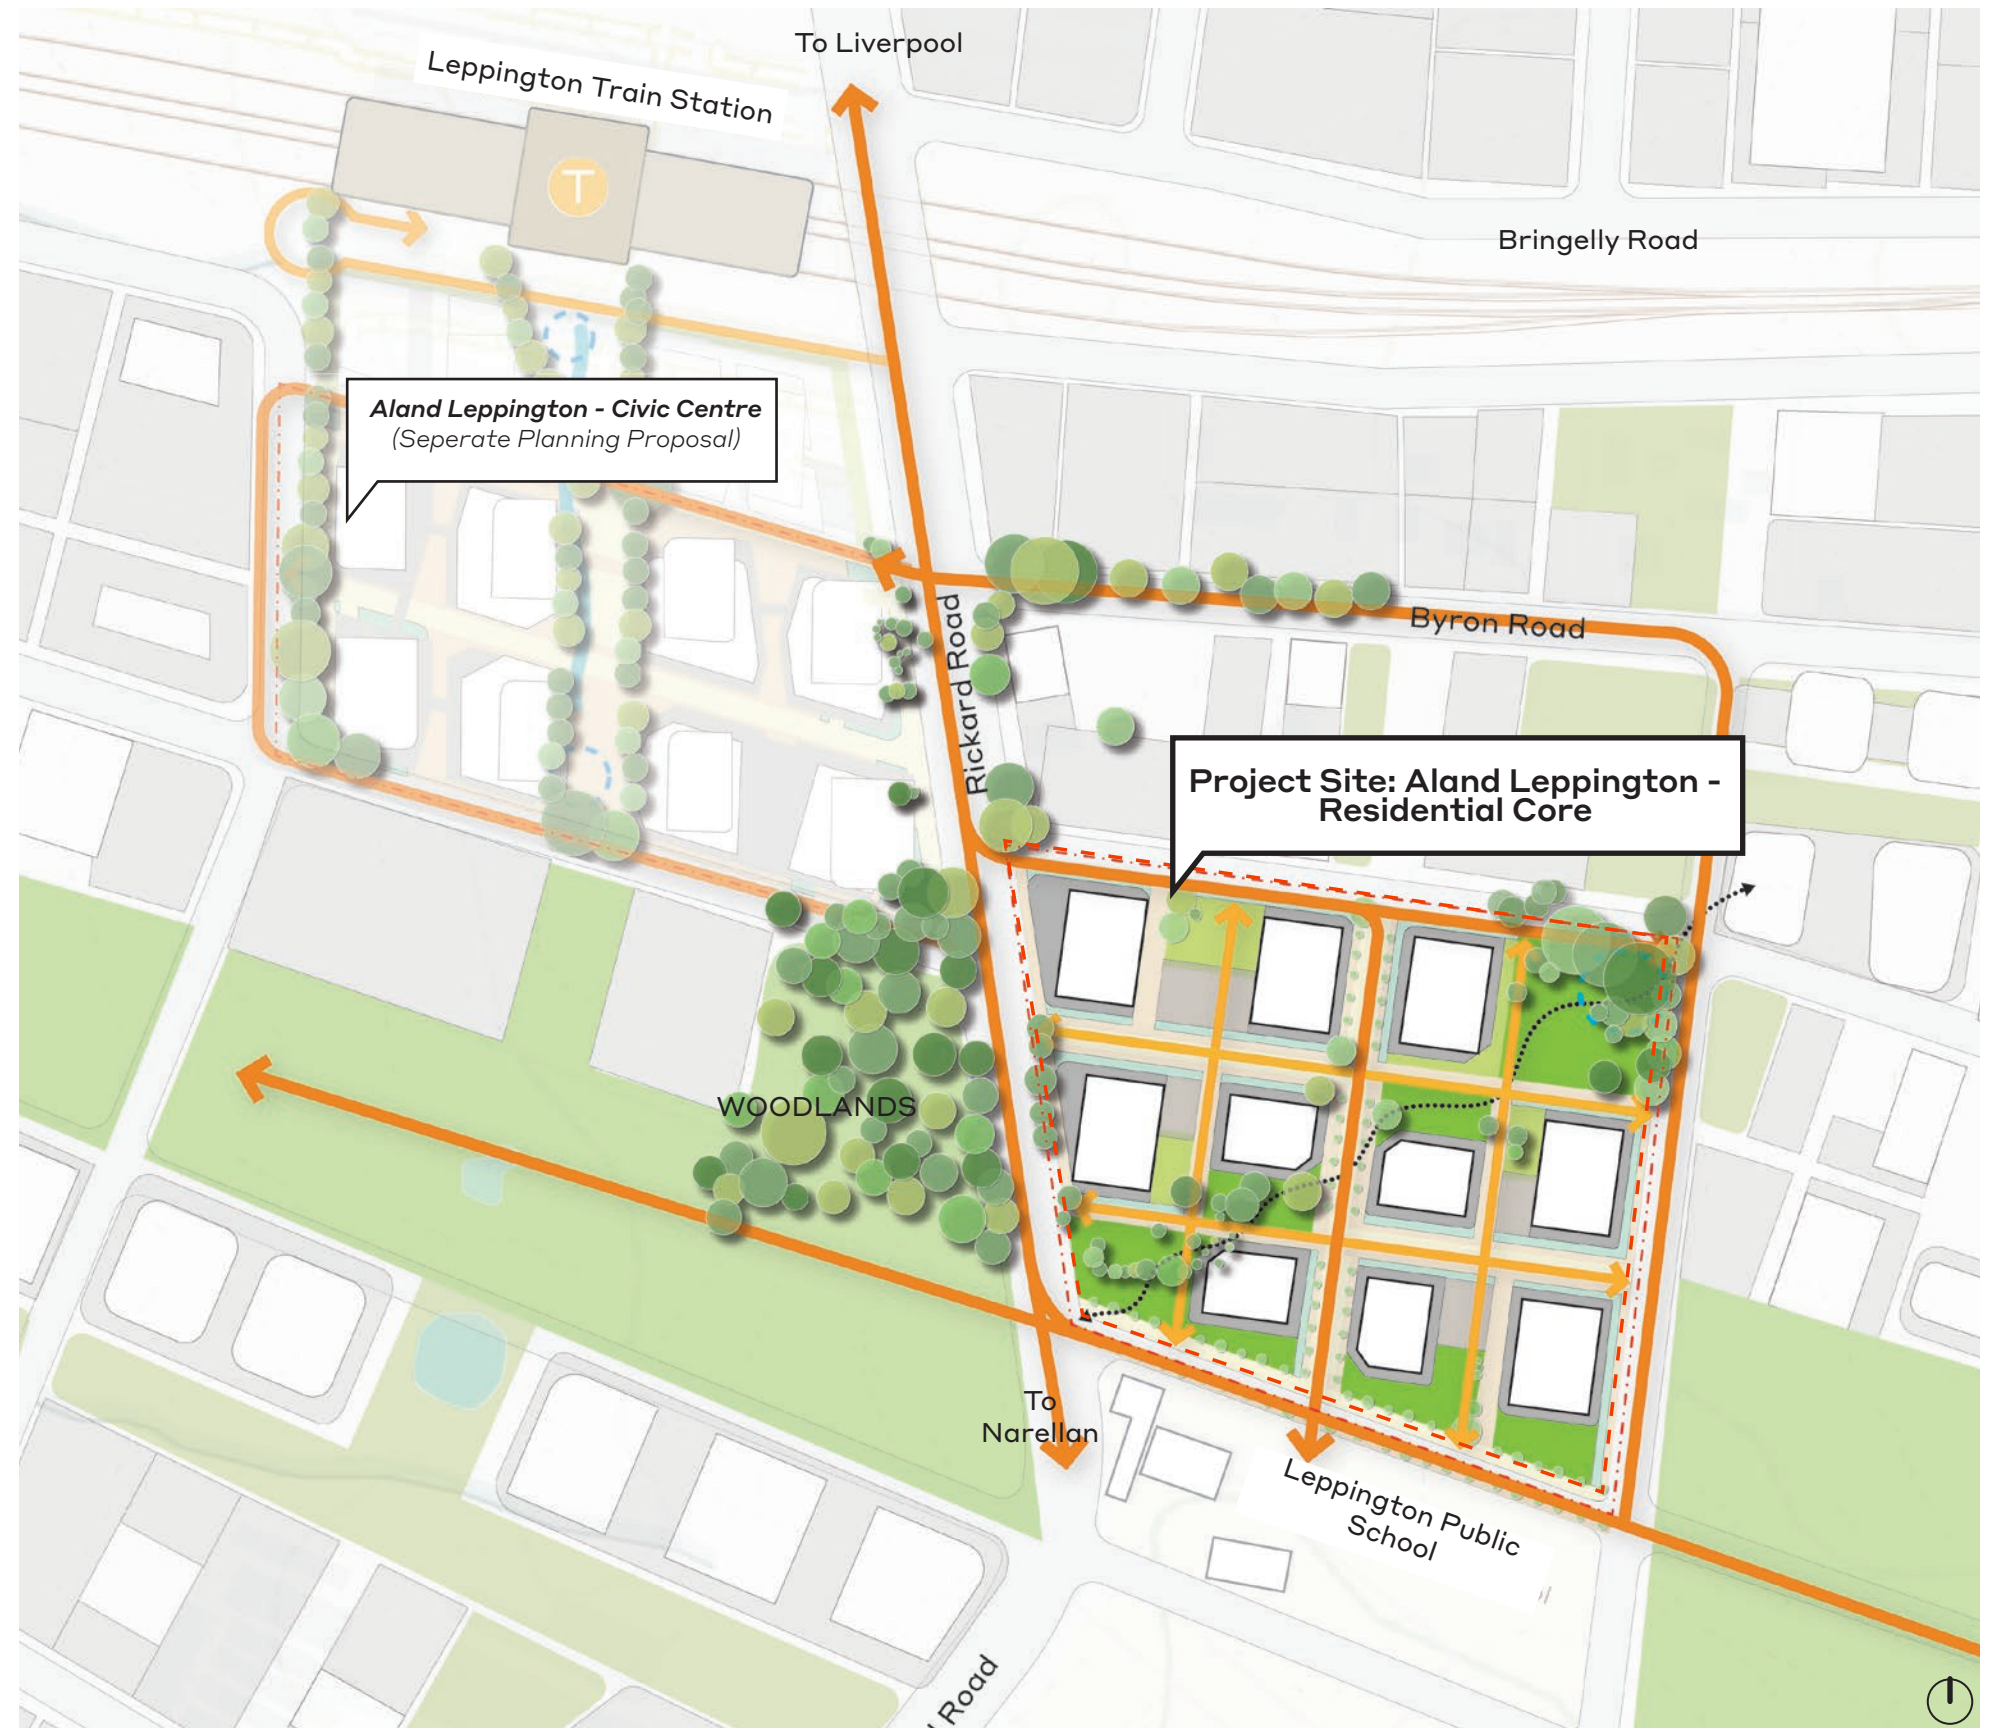 To Liverpool
Leppington Train Station
T
Bringelly Road
Aland Leppington - Civic Centre
(Seperate Planning Proposal)
Byron Road
Rickard Road
Project Site: Aland Leppington -
Residential Core
WOODLANDS
To
Narellan
Leppington Public
School
Road